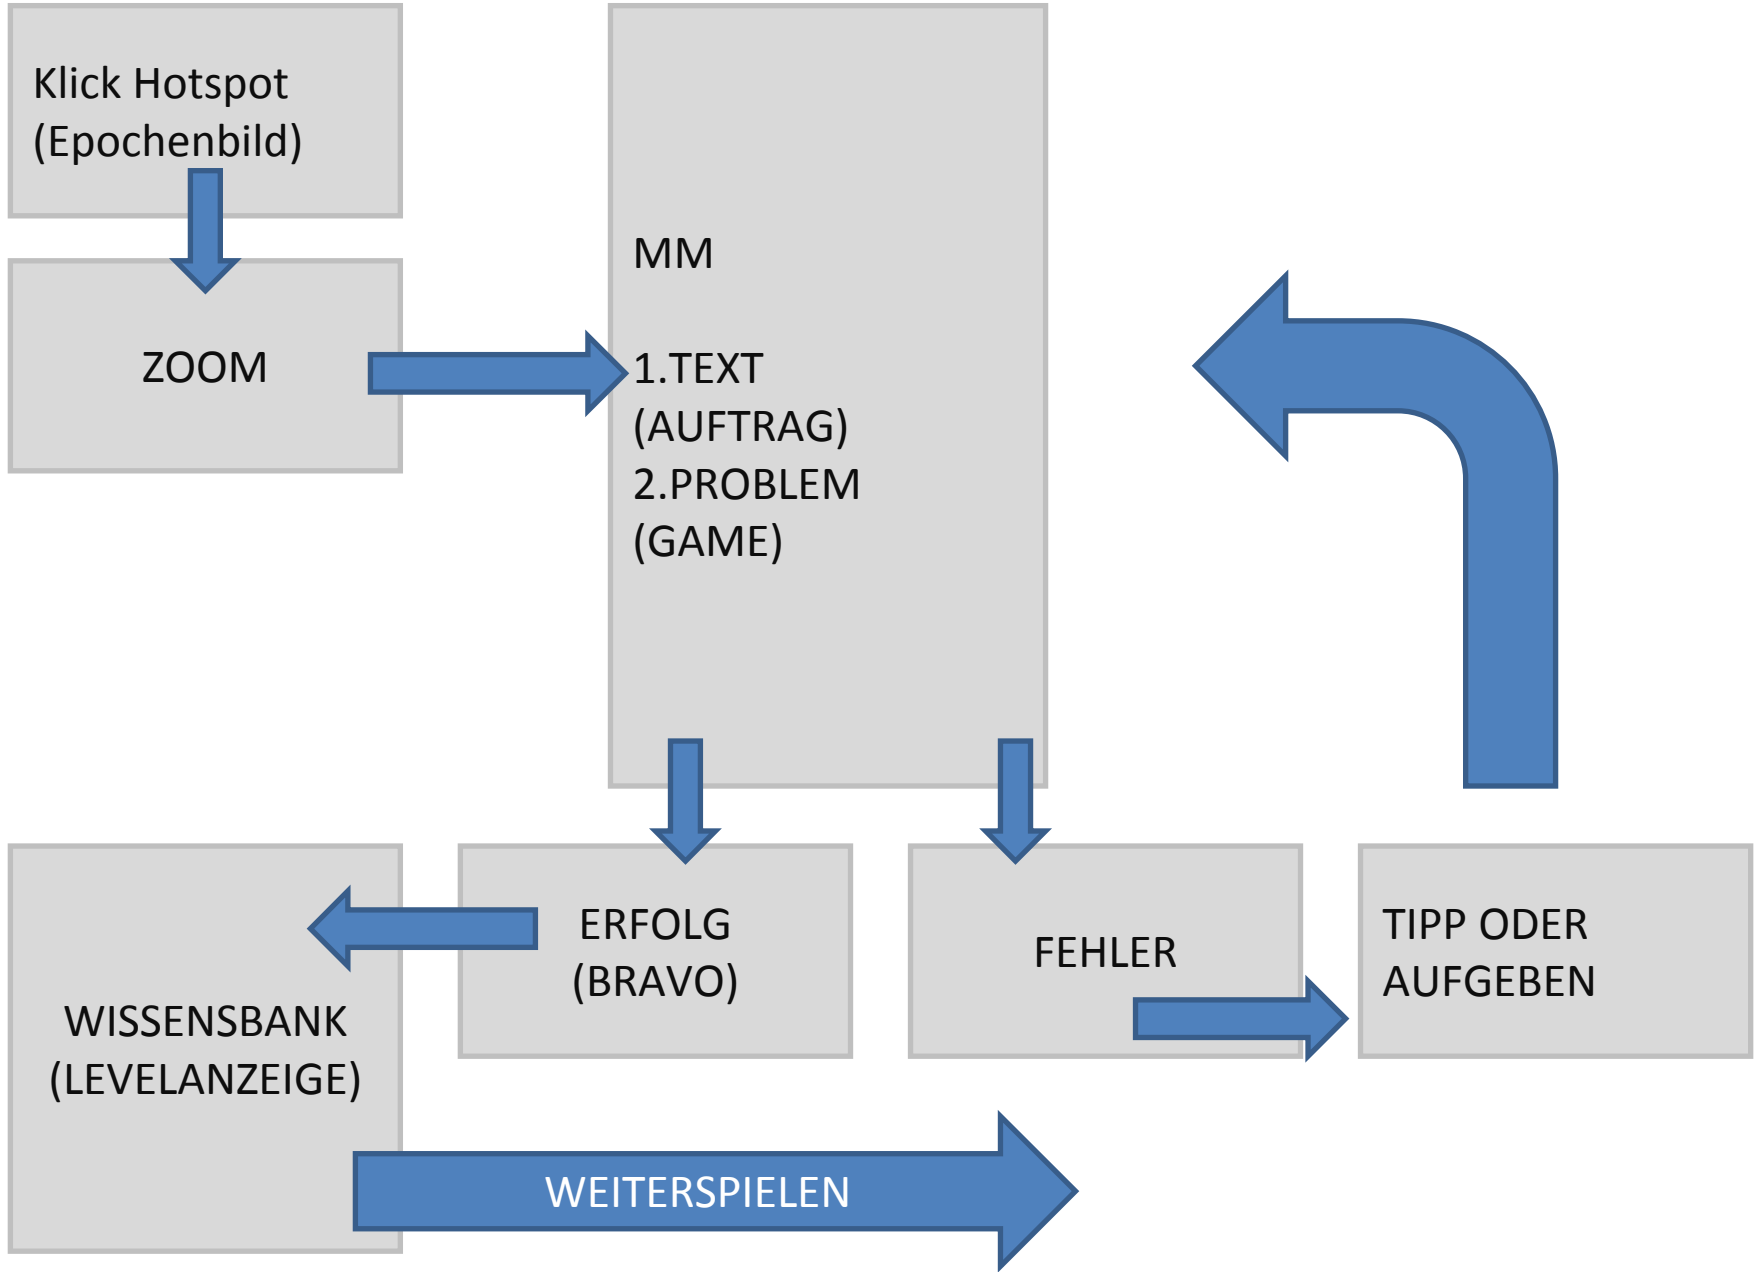 Klick Hotspot
(Epochenbild)
ZOOM
MM
1.TEXT
(AUFTRAG)
2.PROBLEM
(GAME)
WISSENSBANK
(LEVELANZEIGE)
ERFOLG
(BRAVO)
FEHLER
TIPP ODER
AUFGEBEN
WEITERSPIELEN